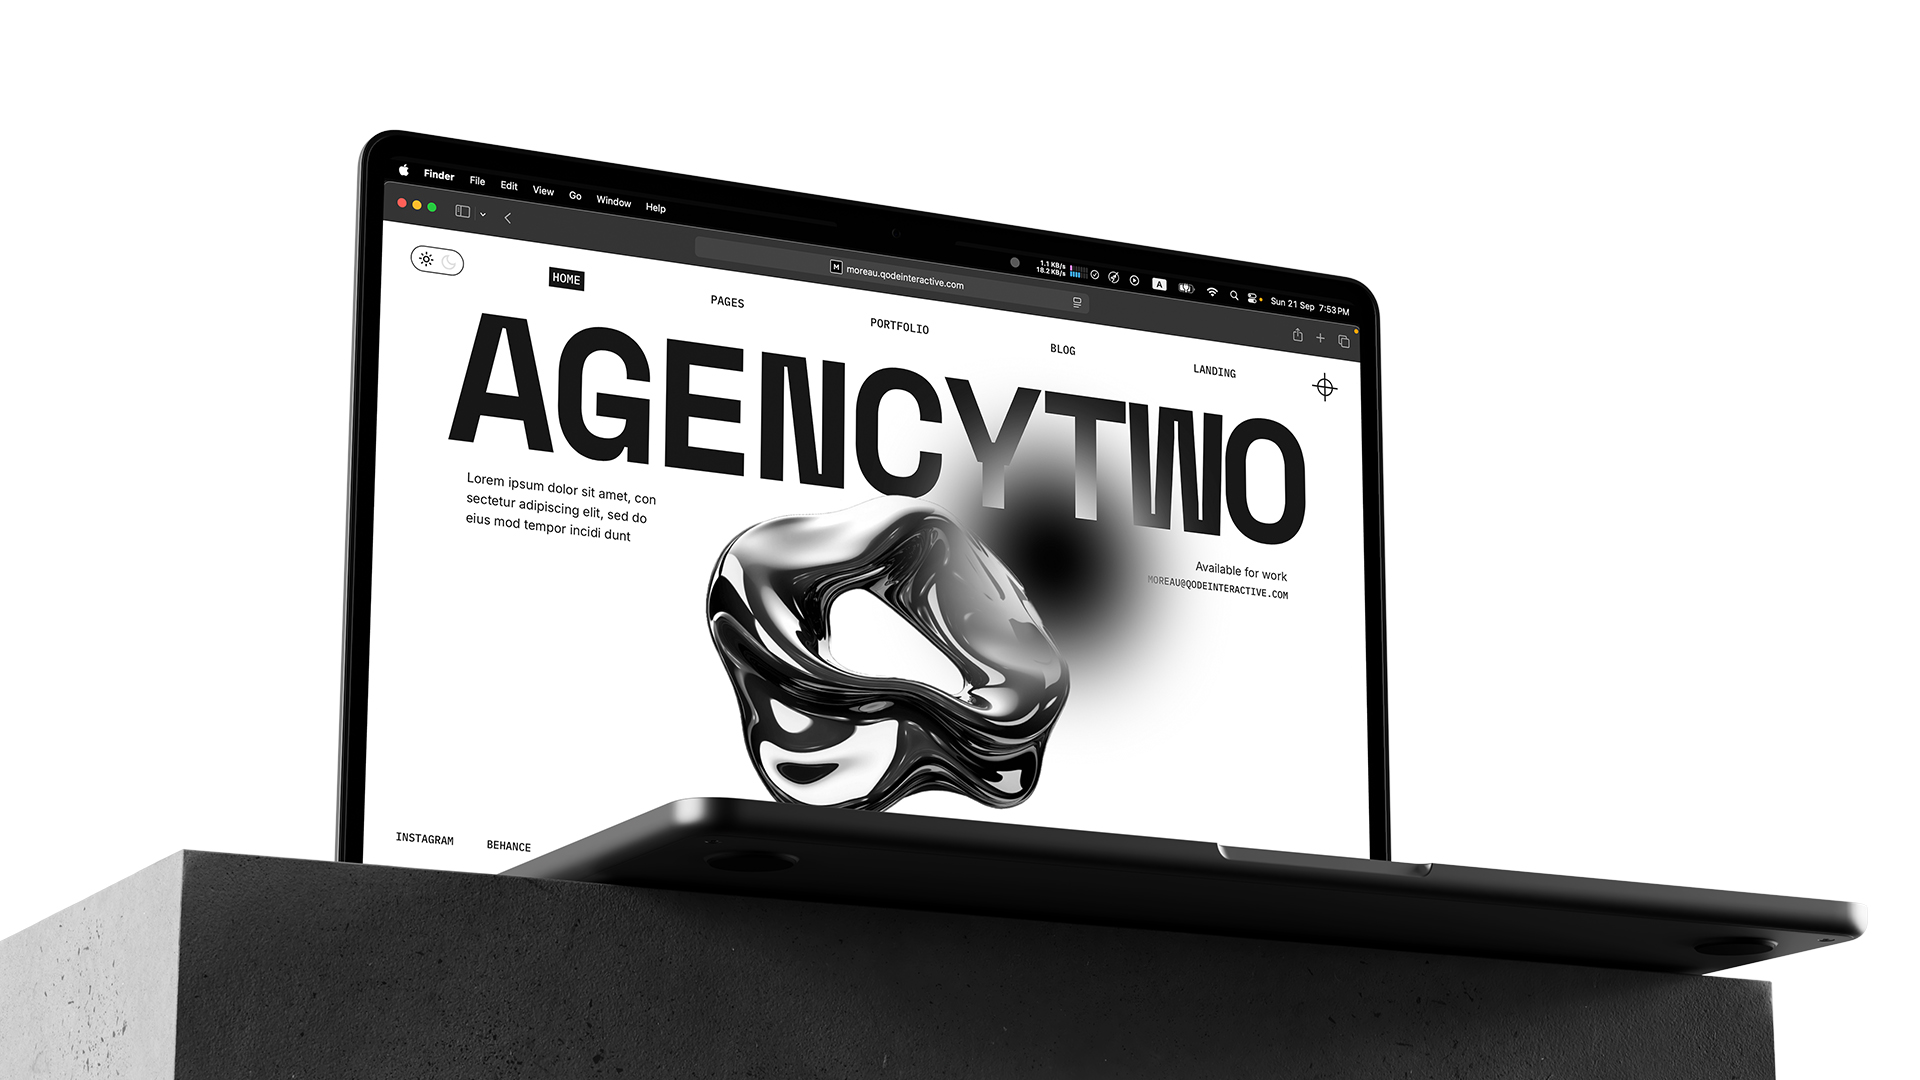 Finder File Edit View Go Window Help
1.1 KB/s
18.2 KB/s
A
Sun 21 Sep 7:53 PM
M moreau.qodeinteractive.com
HOME PAGES PORTFOLIO BLOG LANDING
AGENCYTWO
Lorem ipsum dolor sit amet, con
sectetur adipiscing elit, sed do
eius mod tempor incidi dunt
Available for work
MOREAU@QODEINTERACTIVE.COM
INSTAGRAM BEHANCE